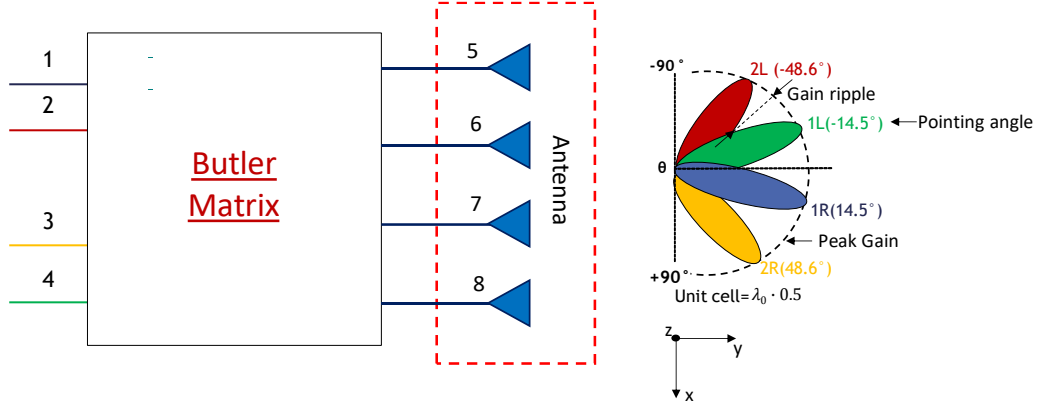 1
2
3
4
Butler
Matrix
5
6
7
8
Antenna
-90°
2L (-48.6°)
Gain ripple
1L(-14.5°)
Pointing angle
θ
1R(14.5°)
Peak Gain
2R(48.6°)
+90°
Unit cell=λ₀ · 0.5
z
y
x